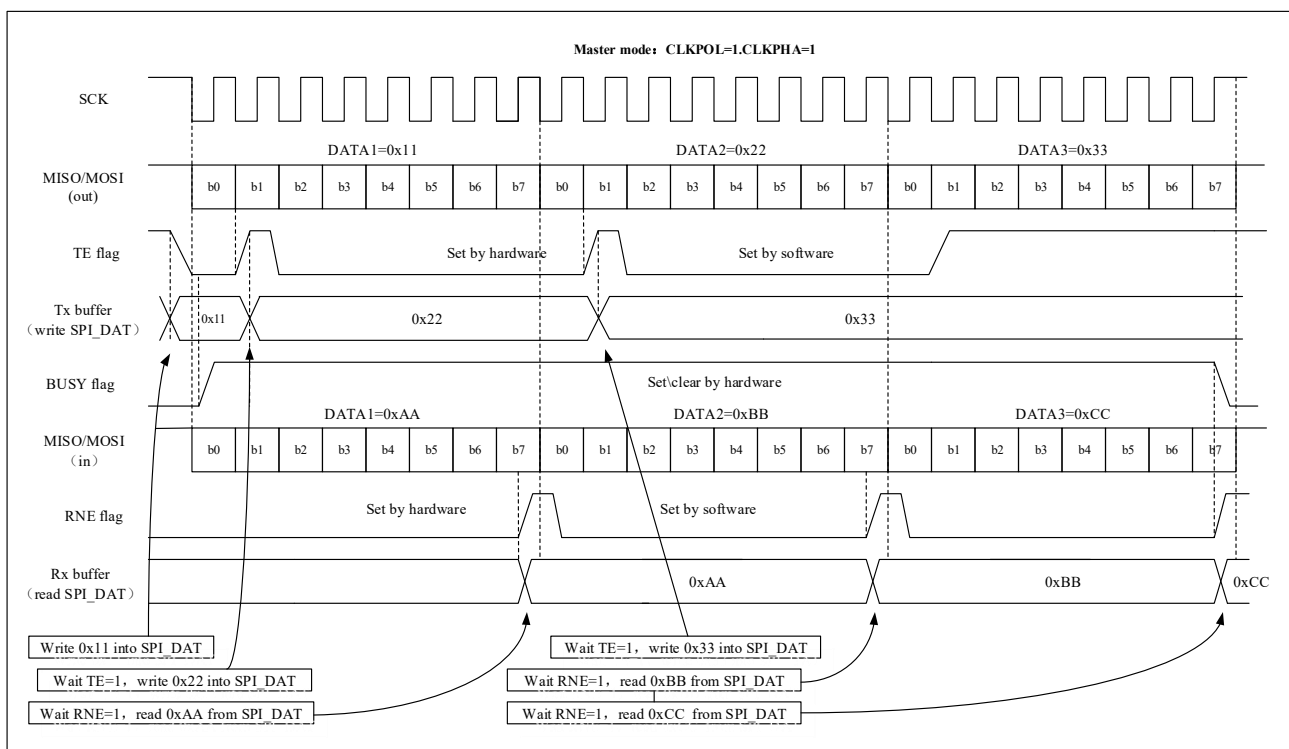 Master mode：CLKPOL=1.CLKPHA=1
SCK
DATA1=0x11 DATA2=0x22 DATA3=0x33
MISO/MOSI
(out)
b0 b1 b2 b3 b4 b5 b6 b7 b0 b1 b2 b3 b4 b5 b6 b7 b0 b1 b2 b3 b4 b5 b6 b7
TE flag
Set by hardware Set by software
Tx buffer
（write SPI_DAT）
0x11 0x22 0x33
BUSY flag
Set\clear by hardware
DATA1=0xAA DATA2=0xBB DATA3=0xCC
MISO/MOSI
（in）
b0 b1 b2 b3 b4 b5 b6 b7 b0 b1 b2 b3 b4 b5 b6 b7 b0 b1 b2 b3 b4 b5 b6 b7
RNE flag
Set by hardware Set by software
Rx buffer
（read SPI_DAT）
0xAA 0xBB 0xCC
Write 0x11 into SPI_DAT
Wait TE=1，write 0x33 into SPI_DAT
Wait TE=1，write 0x22 into SPI_DAT
Wait RNE=1，read 0xBB from SPI_DAT
Wait RNE=1，read 0xAA from SPI_DAT
Wait RNE=1，read 0xCC from SPI_DAT